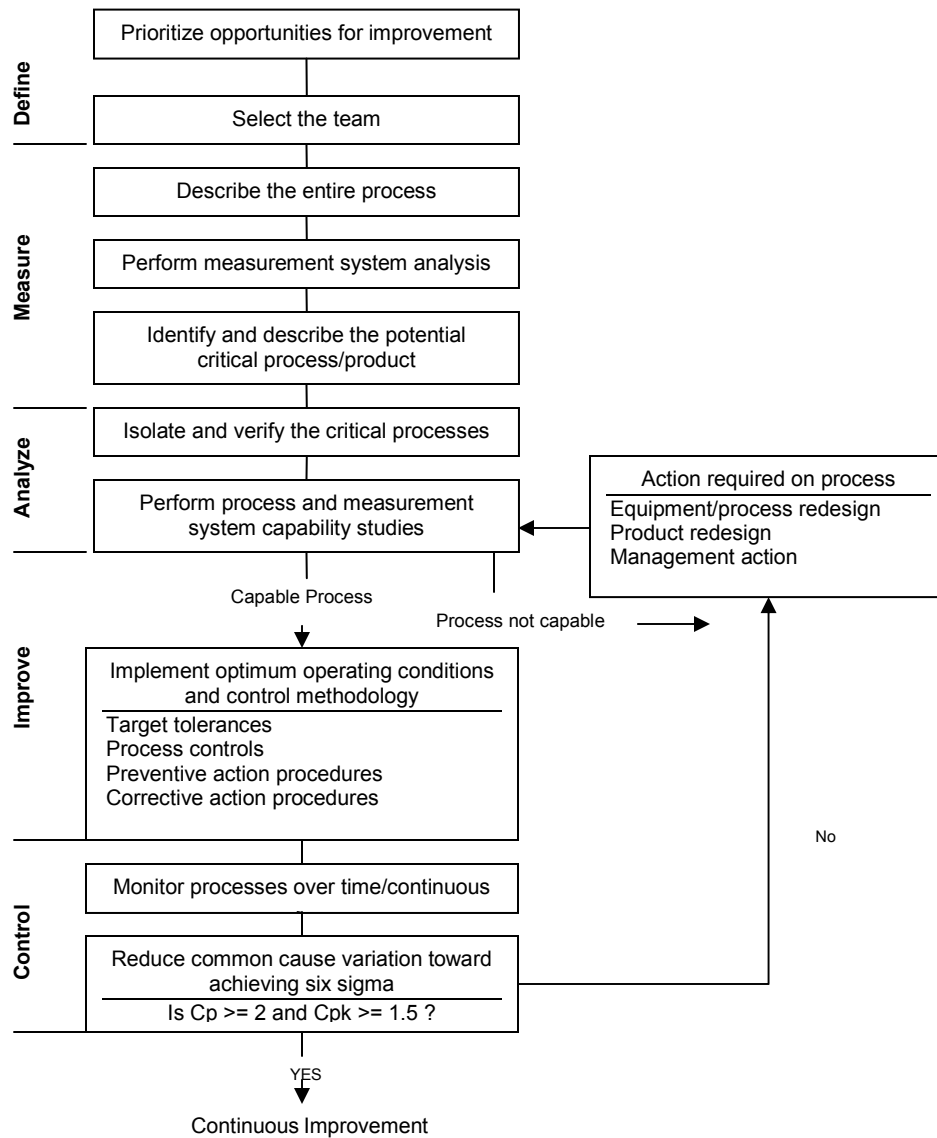 Define
Prioritize opportunities for improvement
Select the team
Measure
Describe the entire process
Perform measurement system analysis
Identify and describe the potential
critical process/product
Analyze
Isolate and verify the critical processes
Perform process and measurement
system capability studies
Action required on process
Equipment/process redesign
Product redesign
Management action
Capable Process
Process not capable
Improve
Implement optimum operating conditions
and control methodology
Target tolerances
Process controls
Preventive action procedures
Corrective action procedures
No
Control
Monitor processes over time/continuous
Reduce common cause variation toward
achieving six sigma
Is Cp >= 2 and Cpk >= 1.5 ?
YES
Continuous Improvement